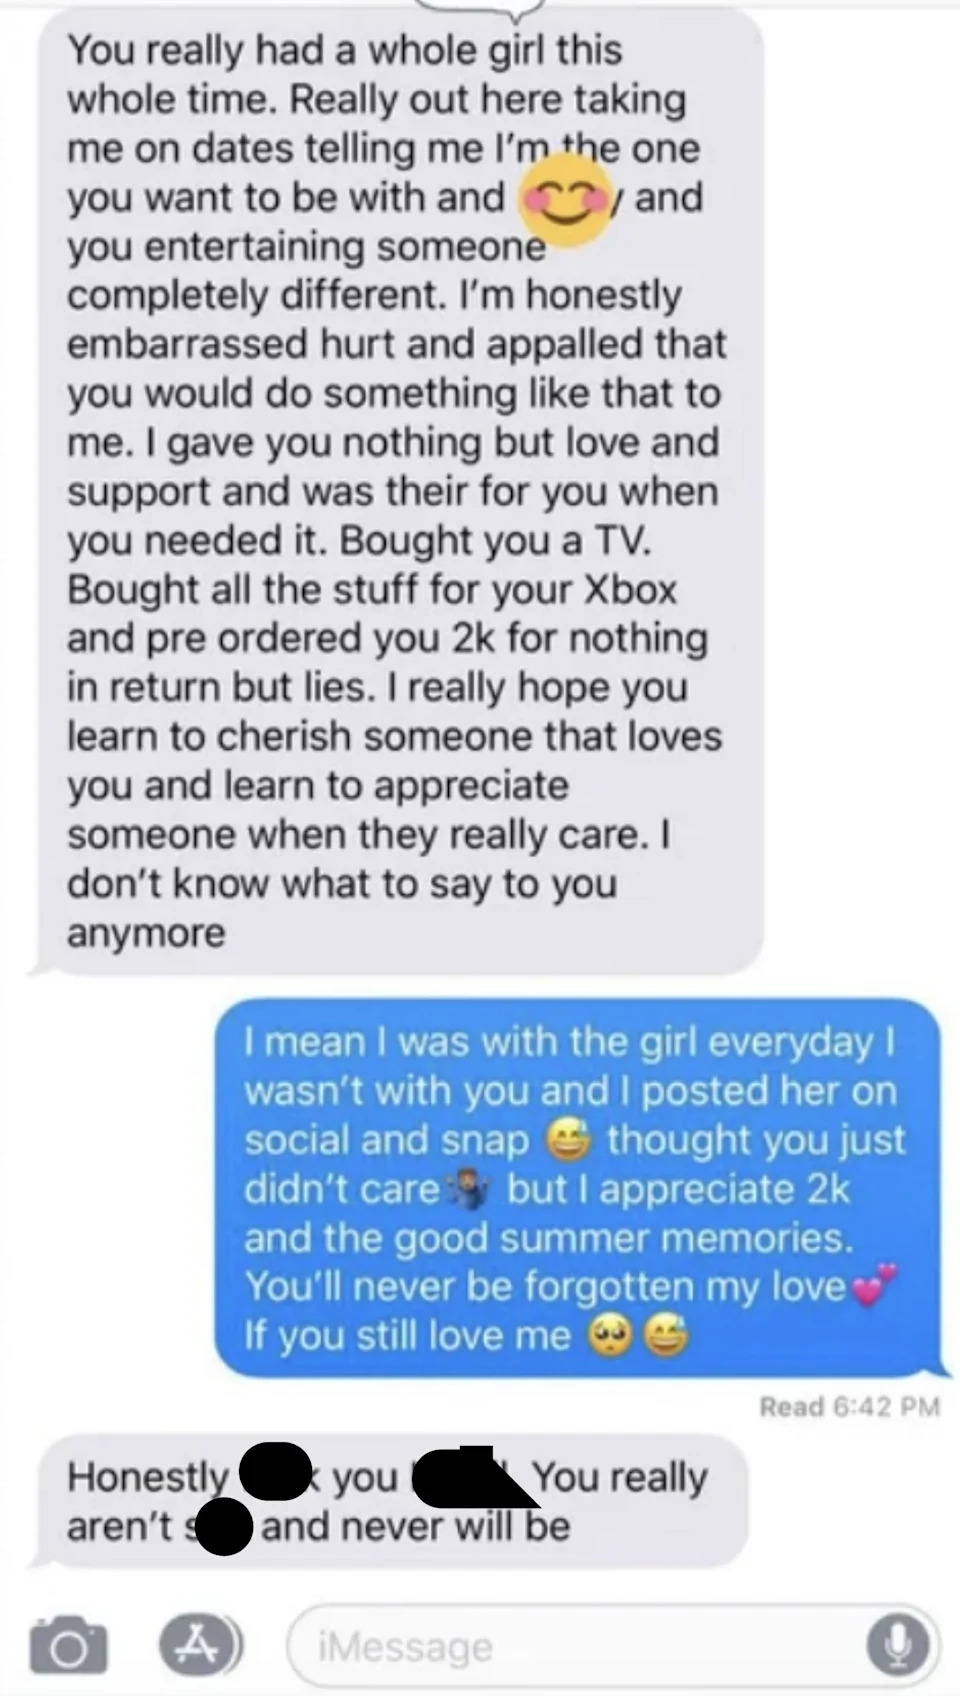 You really had a whole girl this
whole time. Really out here taking
me on dates telling me I'm the one
you want to be with and 😊 and
you entertaining someone
completely different. I'm honestly
embarrassed hurt and appalled that
you would do something like that to
me. I gave you nothing but love and
support and was their for you when
you needed it. Bought you a TV.
Bought all the stuff for your Xbox
and pre ordered you 2k for nothing
in return but lies. I really hope you
learn to cherish someone that loves
you and learn to appreciate
someone when they really care. I
don't know what to say to you
anymore
I mean I was with the girl everyday I
wasn't with you and I posted her on
social and snap 😅 thought you just
didn't care🤷🏾‍♂️ but I appreciate 2k
and the good summer memories.
You'll never be forgotten my love💕
If you still love me 🥺😅
Read 6:42 PM
Honestly you You really
aren't and never will be
iMessage